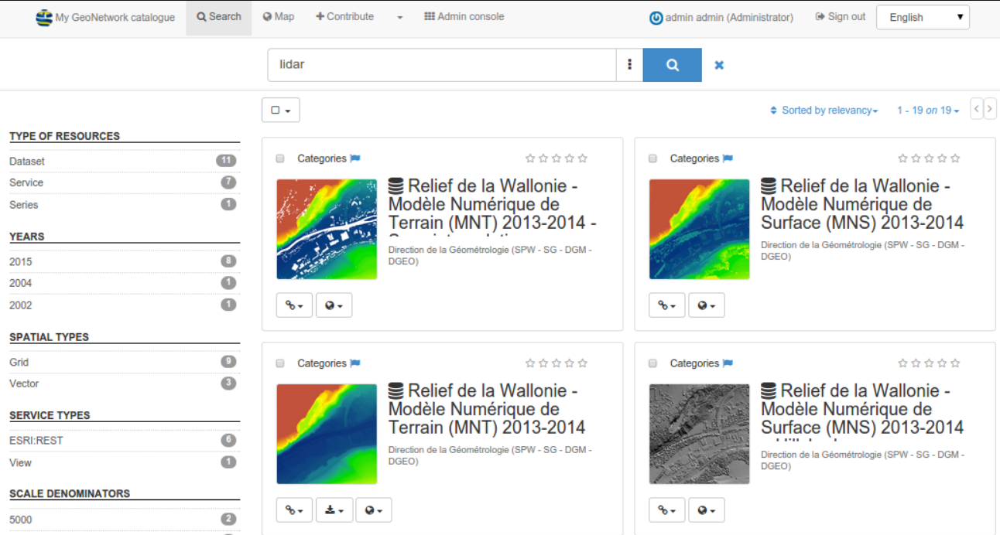 My GeoNetwork catalogue Search Map Contribute Admin console admin admin (Administrator) Sign out English
lidar
Sorted by relevancy 1 - 19 on 19
TYPE OF RESOURCES
Dataset 11
Service 7
Series 1
YEARS
2015 8
2004 1
2002 1
SPATIAL TYPES
Grid 9
Vector 3
SERVICE TYPES
ESRI:REST 6
View 1
SCALE DENOMINATORS
5000 2
Categories
Relief de la Wallonie -
Modèle Numérique de
Terrain (MNT) 2013-2014 -
Direction de la Géométrologie (SPW - SG - DGM -
DGEO)
Categories
Relief de la Wallonie -
Modèle Numérique de
Surface (MNS) 2013-2014
Direction de la Géométrologie (SPW - SG - DGM -
DGEO)
Categories
Relief de la Wallonie -
Modèle Numérique de
Terrain (MNT) 2013-2014
Direction de la Géométrologie (SPW - SG - DGM -
DGEO)
Categories
Relief de la Wallonie -
Modèle Numérique de
Surface (MNS) 2013-2014
Direction de la Géométrologie (SPW - SG - DGM -
DGEO)